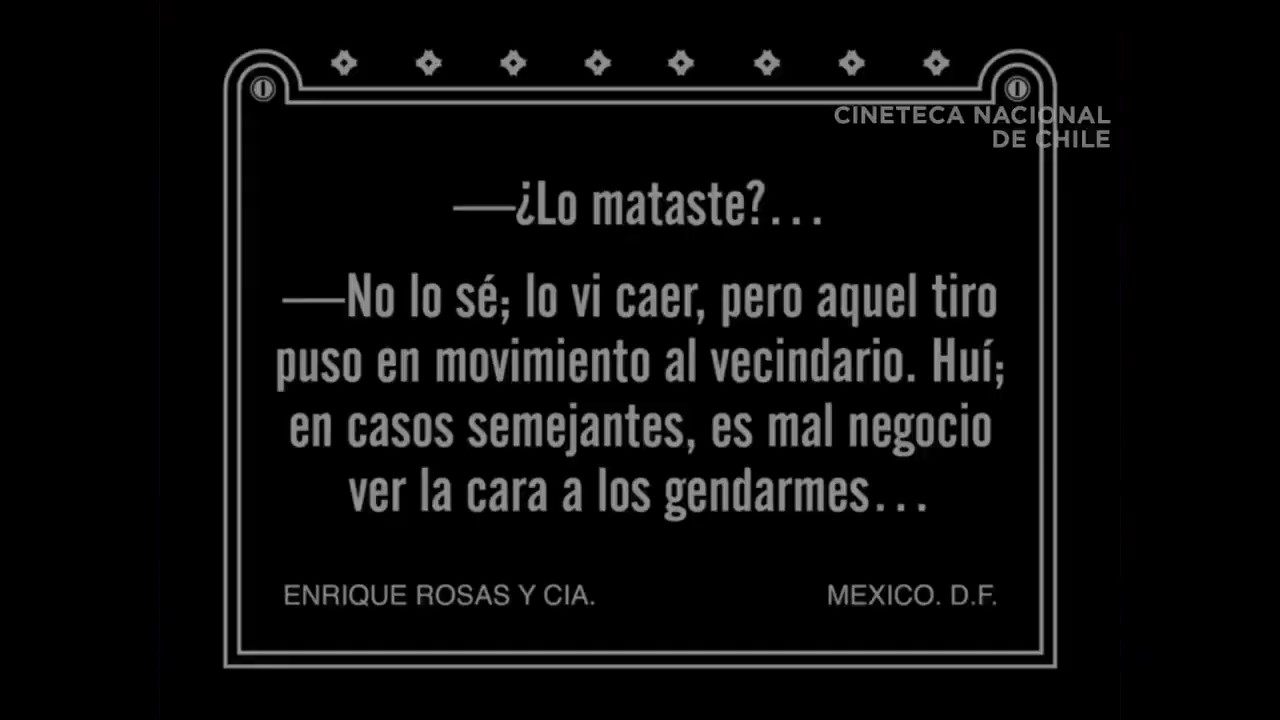 CINETECA NACIONAL
DE CHILE
—¿Lo mataste?...
—No lo sé; lo vi caer, pero aquel tiro
puso en movimiento al vecindario. Huí;
en casos semejantes, es mal negocio
ver la cara a los gendarmes...
ENRIQUE ROSAS Y CIA. MEXICO. D.F.